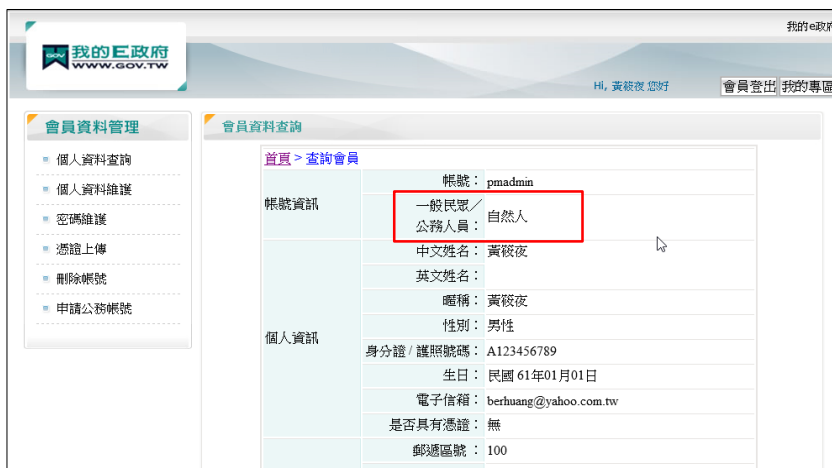 我的e政府
我的E政府
WWW.GOV.TW
Hi, 黃筱夜 您好
會員登出 我的專區
會員資料管理
個人資料查詢
個人資料維護
密碼維護
憑證上傳
刪除帳號
申請公務帳號
會員資料查詢
首頁 > 查詢會員
帳號資訊
帳號： pmadmin
一般民眾／
公務人員： 自然人
個人資訊
中文姓名： 黃筱夜
英文姓名：
暱稱： 黃筱夜
性別： 男性
身分證 / 護照號碼： A123456789
生日： 民國 61年01月01日
電子信箱： berhuang@yahoo.com.tw
是否具有憑證： 無
郵遞區號 ： 100